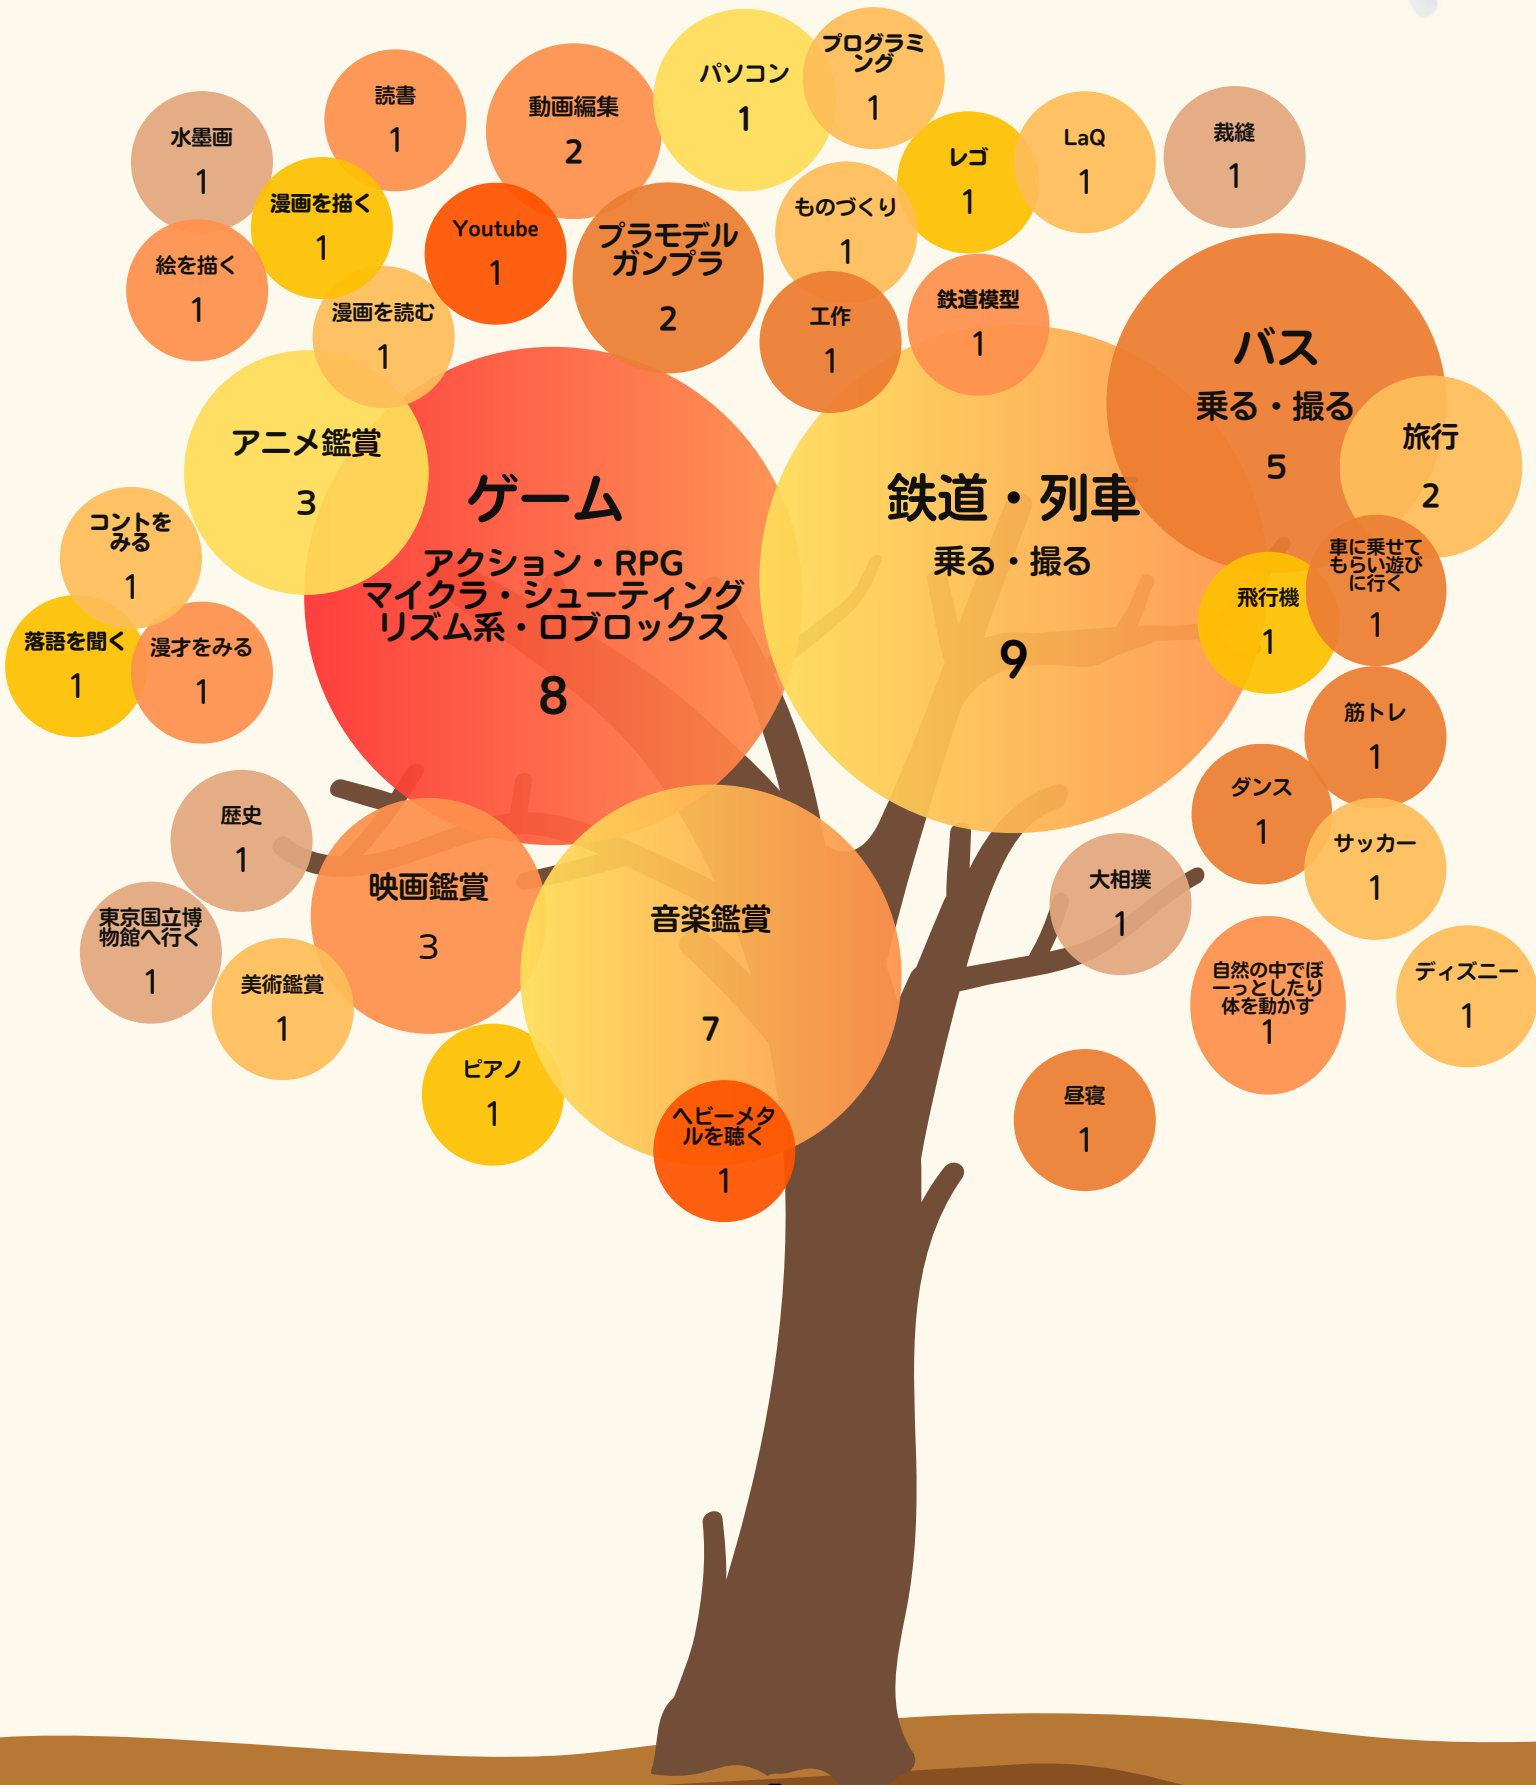 パソコン
1
プログラミ
ング
1
読書
1
動画編集
2
水墨画
1
レゴ
1
LaQ
1
裁縫
1
漫画を描く
1
Youtube
1
プラモデル
ガンプラ
2
ものづくり
1
絵を描く
1
漫画を読む
1
工作
1
鉄道模型
1
バス
乗る・撮る
5
旅行
2
アニメ鑑賞
3
ゲーム
アクション・RPG
マイクラ・シューティング
リズム系・ロブロックス
8
鉄道・列車
乗る・撮る
9
コントを
みる
1
飛行機
1
車に乗せて
もらい遊び
に行く
1
落語を聞く
1
漫才をみる
1
筋トレ
1
ダンス
1
サッカー
1
歴史
1
映画鑑賞
3
音楽鑑賞
7
大相撲
1
東京国立博
物館へ行く
1
美術鑑賞
1
自然の中でぼ
ーっとしたり
体を動かす
1
ディズニー
1
ピアノ
1
ヘビーメタ
ルを聴く
1
昼寝
1